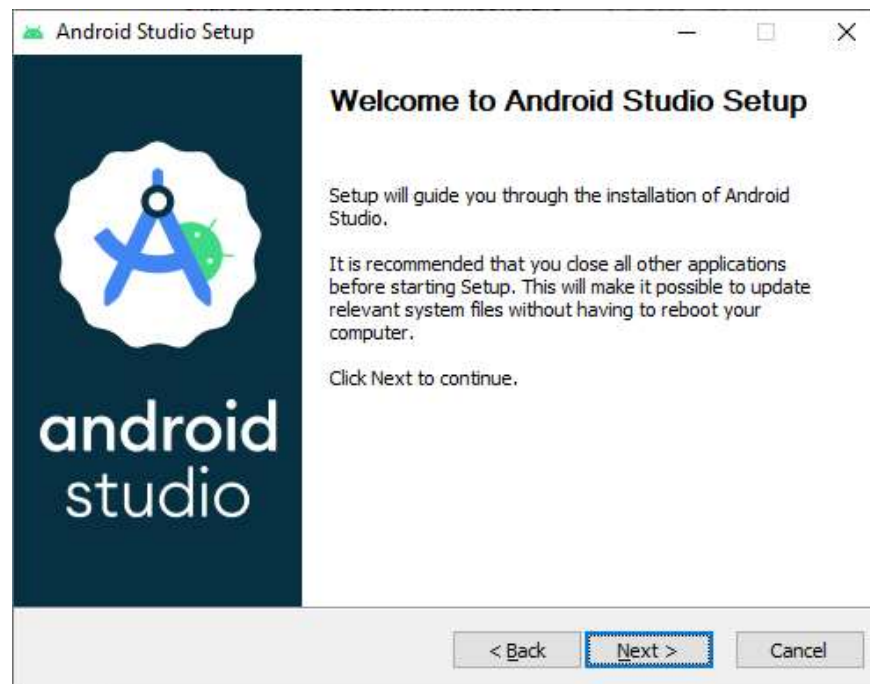 Android Studio Setup
Welcome to Android Studio Setup
Setup will guide you through the installation of Android
Studio.
It is recommended that you close all other applications
before starting Setup. This will make it possible to update
relevant system files without having to reboot your
computer.
Click Next to continue.
android
studio
< Back
Next >
Cancel